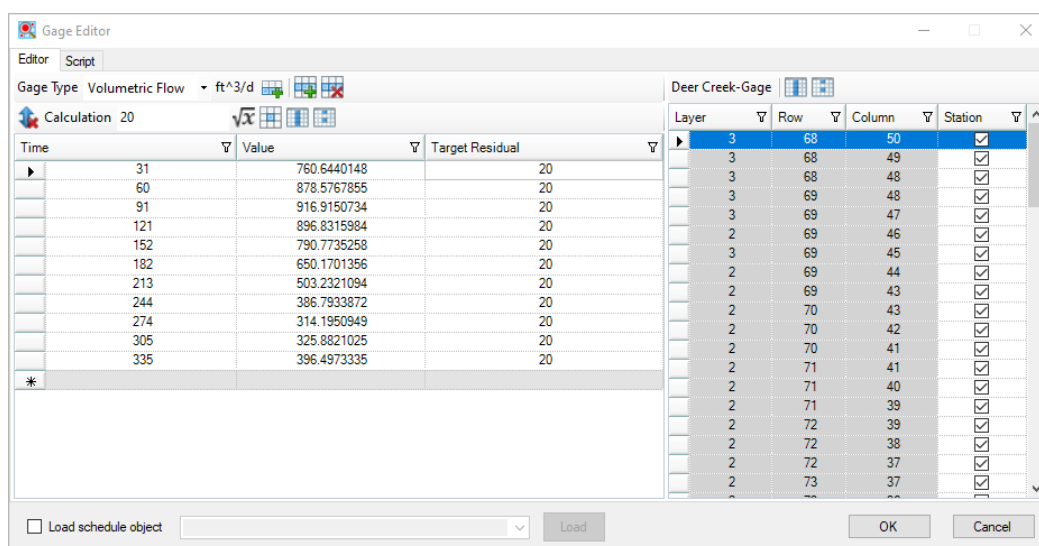 Gage Editor
Editor Script
Gage Type Volumetric Flow ft^3/d
Calculation 20 √x
Time Value Target Residual
31 760.6440148 20
60 878.5767855 20
91 916.9150734 20
121 896.8315984 20
152 790.7735258 20
182 650.1701356 20
213 503.2321094 20
244 386.7933872 20
274 314.1950949 20
305 325.8821025 20
335 396.4973335 20
Deer Creek-Gage
Layer Row Column Station
3 68 50
3 68 49
3 68 48
3 69 48
3 69 47
2 69 46
3 69 45
2 69 44
2 69 43
2 70 43
2 70 42
2 70 41
2 71 41
2 71 40
2 71 39
2 72 39
2 72 38
2 72 37
2 73 37
Load schedule object Load OK Cancel